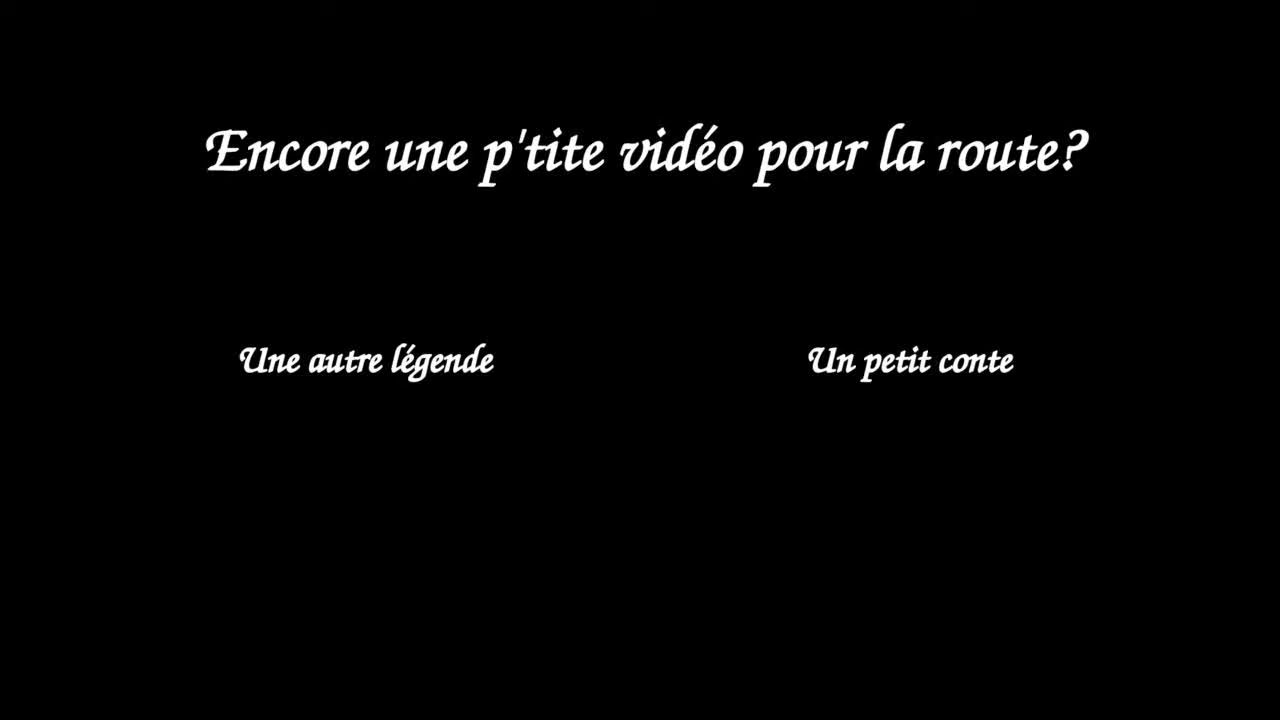 Encore une p'tite vidéo pour la route?
Une autre légende
Un petit conte